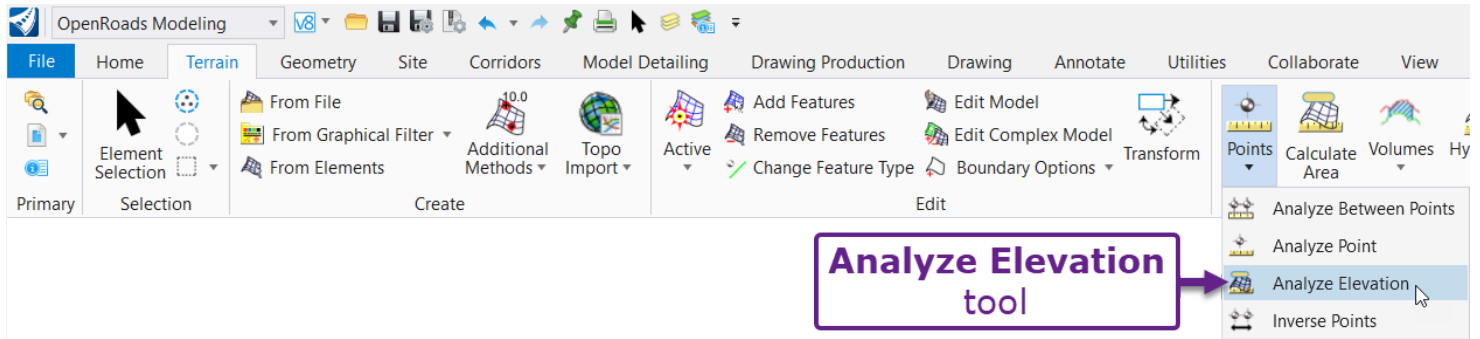 OpenRoads Modeling
V8
File Home Terrain Geometry Site Corridors Model Detailing Drawing Production Drawing Annotate Utilities Collaborate View
From File
From Graphical Filter
From Elements
Element
Selection
10.0
Additional
Methods
Topo
Import
Active
Add Features
Remove Features
Change Feature Type
Edit Model
Edit Complex Model
Boundary Options
Transform
Points
Calculate
Area
Volumes
Hy
Primary Selection Create Edit
Analyze Between Points
Analyze Point
Analyze Elevation
Inverse Points
Analyze Elevation
tool